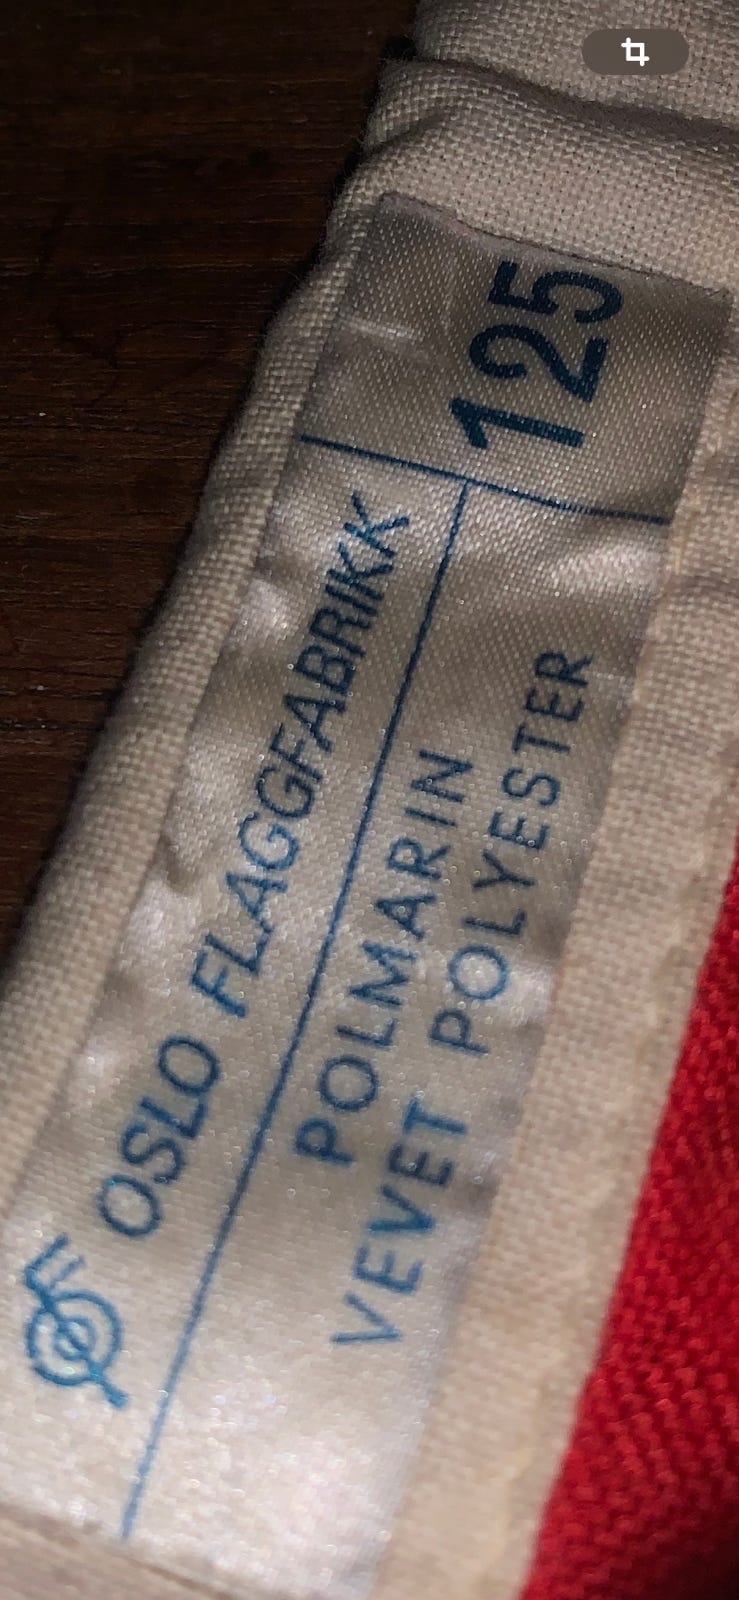 OSLO FLAGGFABRIKK
125
POLMARIN
VEVET POLYESTER